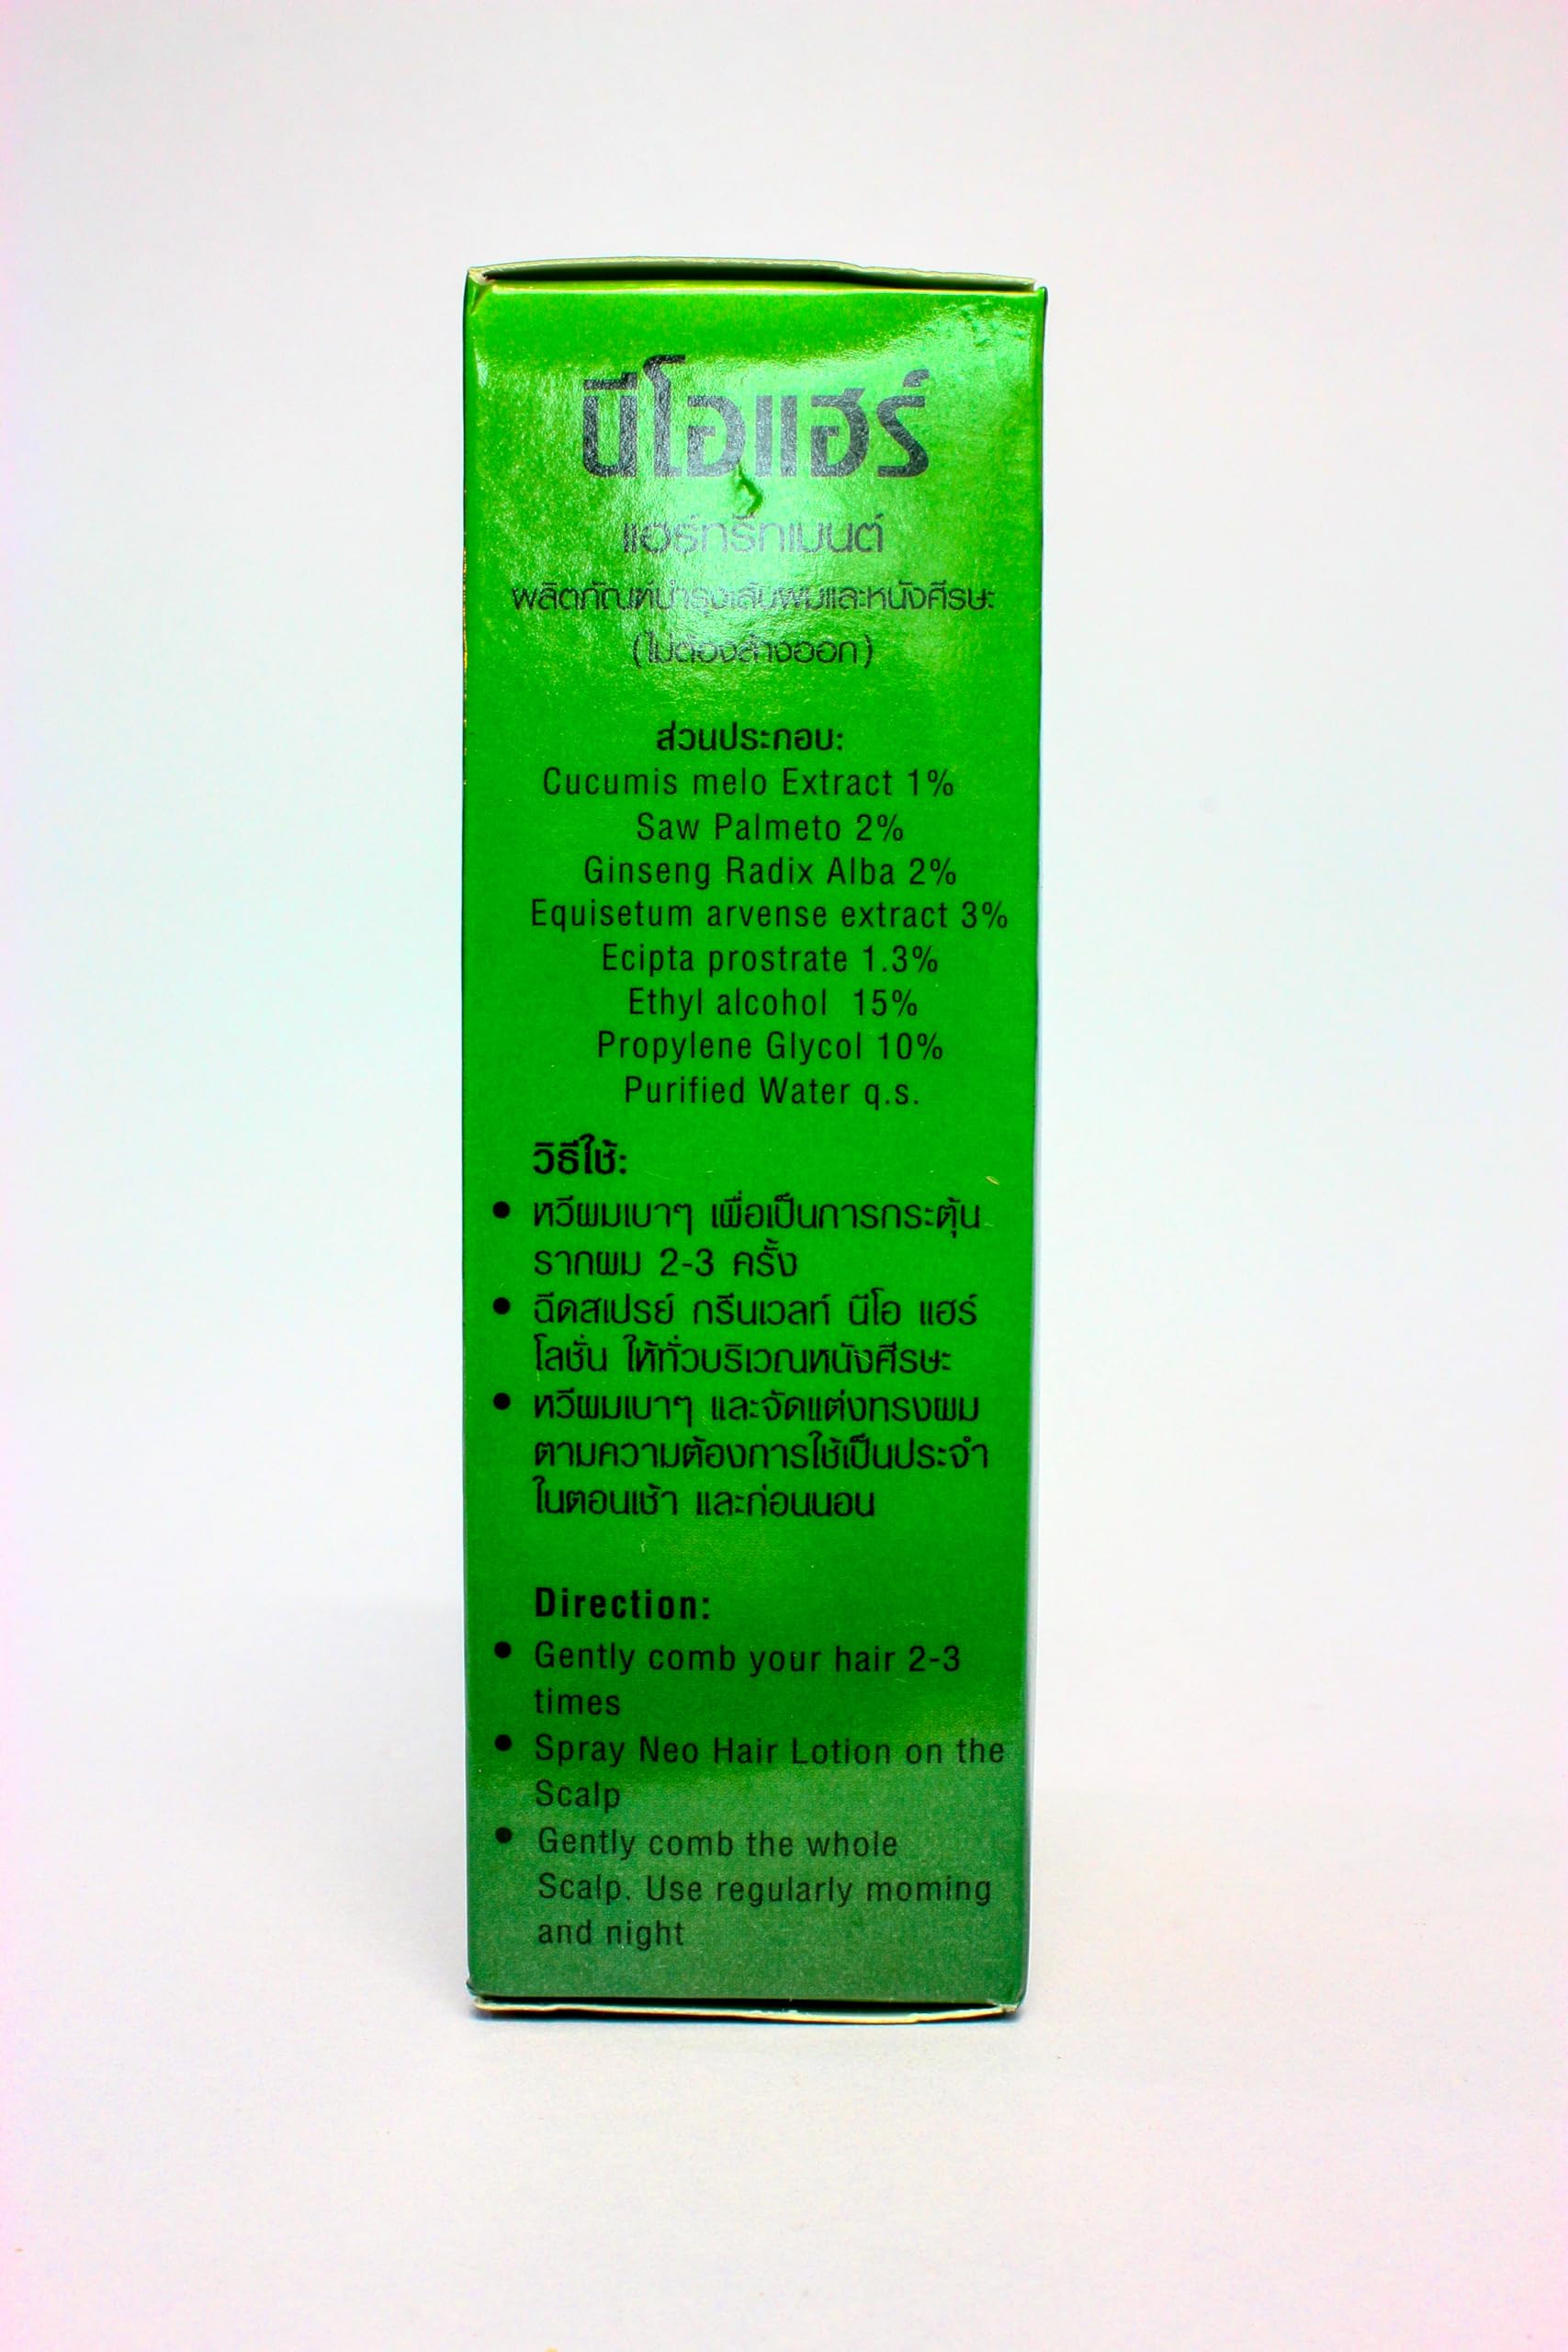 นีโอแฮร์
แฮร์ทรีทเมนต์
ผลิตภัณฑ์บำรุงเส้นผมและหนังศีรษะ
(ไม่ต้องล้างออก)
ส่วนประกอบ:
Cucumis melo Extract 1%
Saw Palmeto 2%
Ginseng Radix Alba 2%
Equisetum arvense extract 3%
Ecipta prostrate 1.3%
Ethyl alcohol 15%
Propylene Glycol 10%
Purified Water q.s.
วิธีใช้:
• หวีผมเบาๆ เพื่อเป็นการกระตุ้น
รากผม 2-3 ครั้ง
• ฉีดสเปรย์ กรีนเวลท์ นีโอ แฮร์
โลชั่น ให้ทั่วบริเวณหนังศีรษะ
• หวีผมเบาๆ และจัดแต่งทรงผม
ตามความต้องการใช้เป็นประจำ
ในตอนเช้า และก่อนนอน
Direction:
• Gently comb your hair 2-3
times
• Spray Neo Hair Lotion on the
Scalp
• Gently comb the whole
Scalp. Use regularly moming
and night